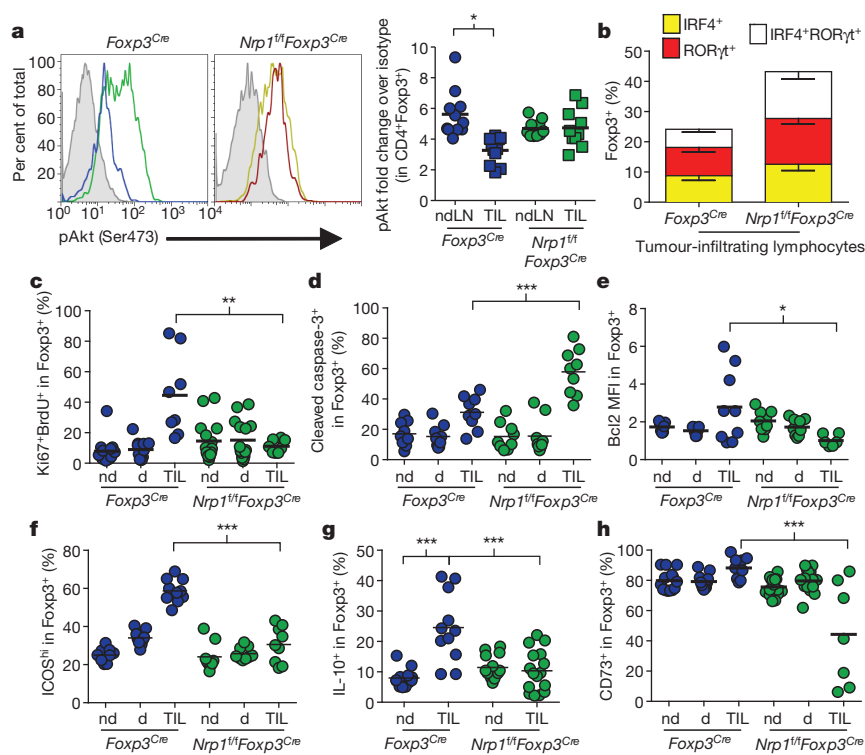 a
Foxp3Cre
Nrp1f/fFoxp3Cre
Per cent of total
10⁰ 10¹ 10² 10³ 10⁴
10⁰ 10¹ 10² 10³
pAkt (Ser473)
pAkt fold change over isotype
(in CD4⁺Foxp3⁺)
10
8
6
4
2
0
*
ndLN TIL ndLN TIL
Foxp3Cre Nrp1f/f
Foxp3Cre
b
IRF4⁺
RORγt⁺
IRF4⁺RORγt⁺
Foxp3⁺ (%)
50
40
30
20
10
0
Foxp3Cre Nrp1f/fFoxp3Cre
Tumour-infiltrating lymphocytes
c
Ki67⁺BrdU⁺ in Foxp3⁺ (%)
100
80
60
40
20
0
**
nd d TIL nd d TIL
Foxp3Cre Nrp1f/fFoxp3Cre
d
Cleaved caspase-3⁺
in Foxp3⁺ (%)
100
80
60
40
20
0
***
nd d TIL nd d TIL
Foxp3Cre Nrp1f/fFoxp3Cre
e
Bcl2 MFI in Foxp3⁺
8
6
4
2
0
*
nd d TIL nd d TIL
Foxp3Cre Nrp1f/fFoxp3Cre
f
ICOShi in Foxp3⁺ (%)
80
60
40
20
0
***
nd d TIL nd d TIL
Foxp3Cre Nrp1f/fFoxp3Cre
g
IL-10⁺ in Foxp3⁺ (%)
50
40
30
20
10
0
*** ***
nd TIL nd TIL
Foxp3Cre Nrp1f/fFoxp3Cre
h
CD73⁺ in Foxp3⁺ (%)
100
80
60
40
20
0
***
nd d TIL nd d TIL
Foxp3Cre Nrp1f/fFoxp3Cre